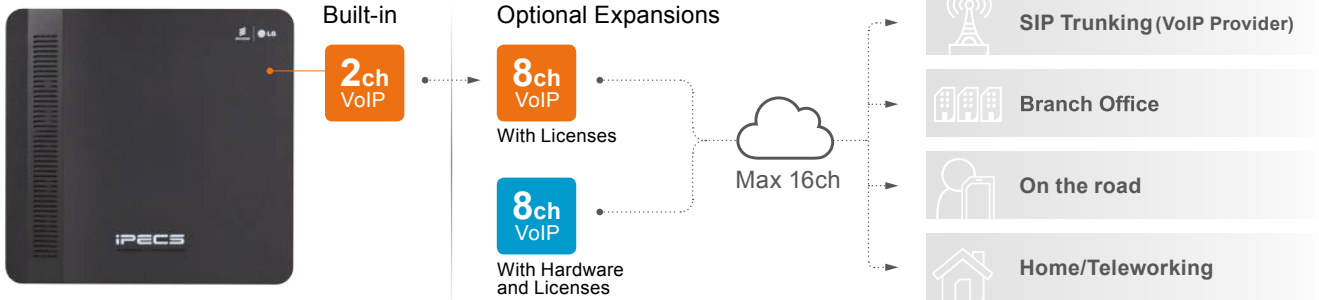 LG
iPECS
Built-in
2ch
VoIP
Optional Expansions
8ch
VoIP
With Licenses
8ch
VoIP
With Hardware
and Licenses
Max 16ch
SIP Trunking (VoIP Provider)
Branch Office
On the road
Home/Teleworking